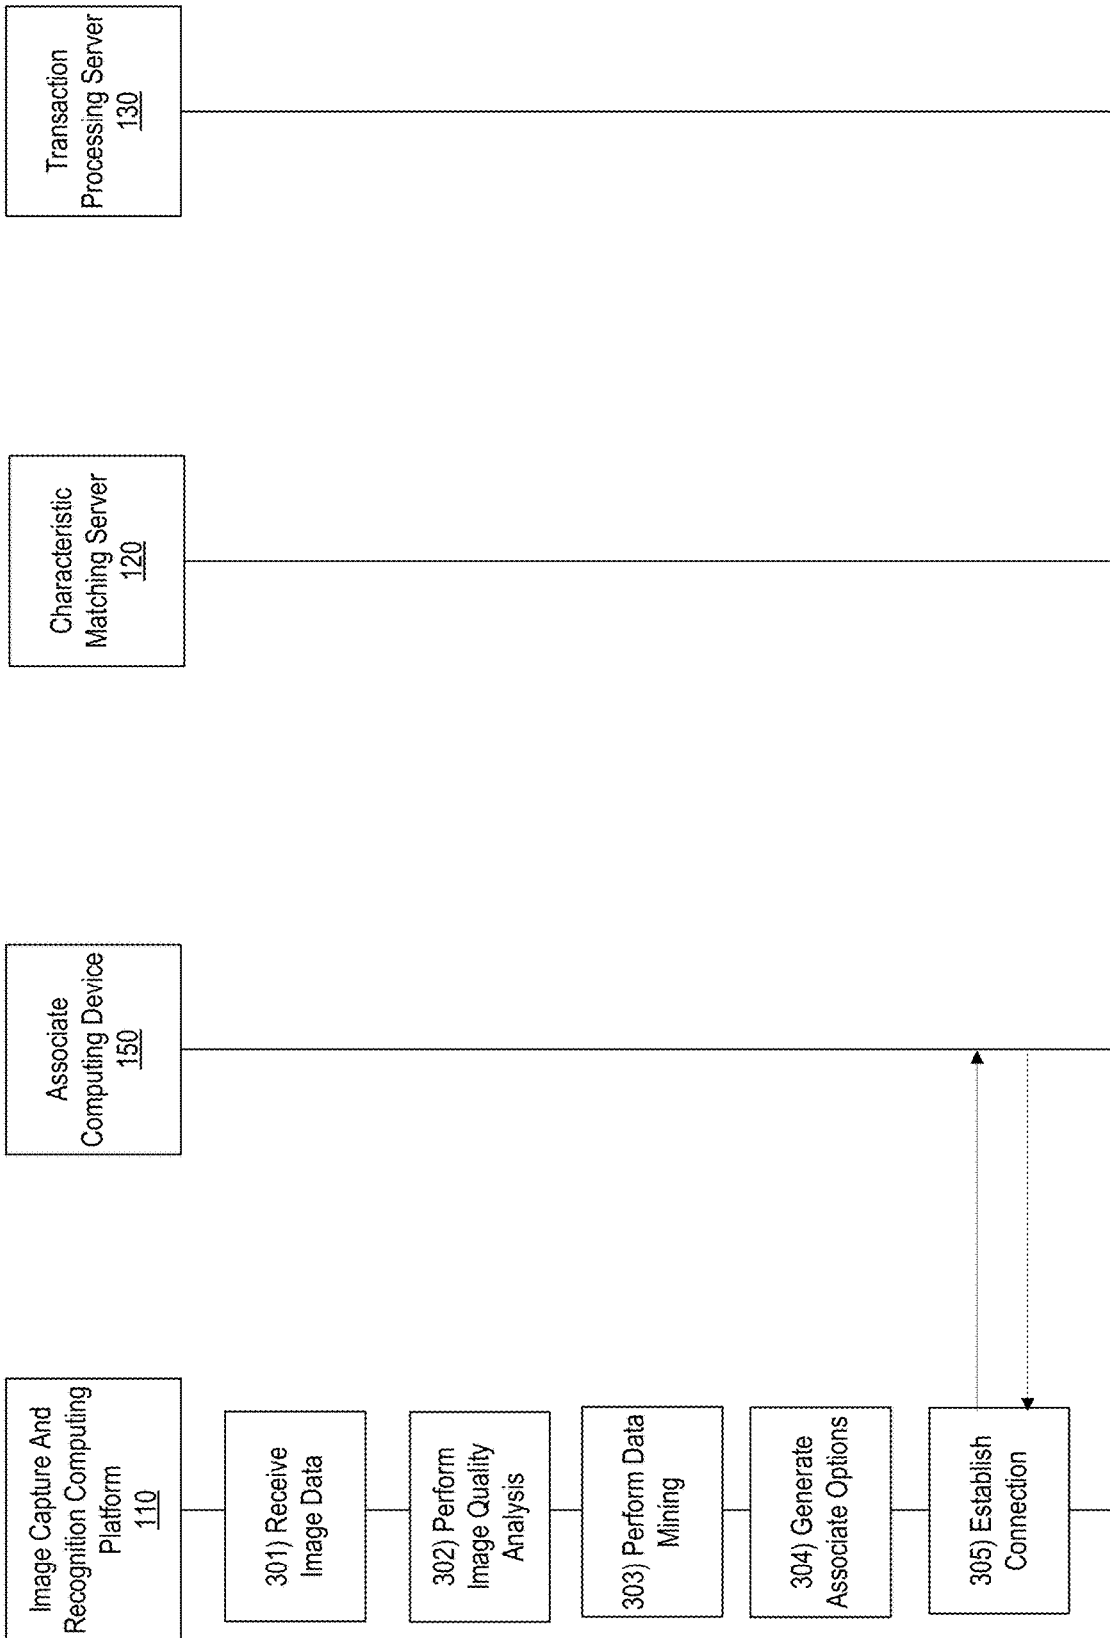 Image Capture And
Recognition Computing
Platform
110
Associate
Computing Device
150
Characteristic
Matching Server
120
Transaction
Processing Server
130
301) Receive
Image Data
302) Perform
Image Quality
Analysis
303) Perform Data
Mining
304) Generate
Associate Options
305) Establish
Connection